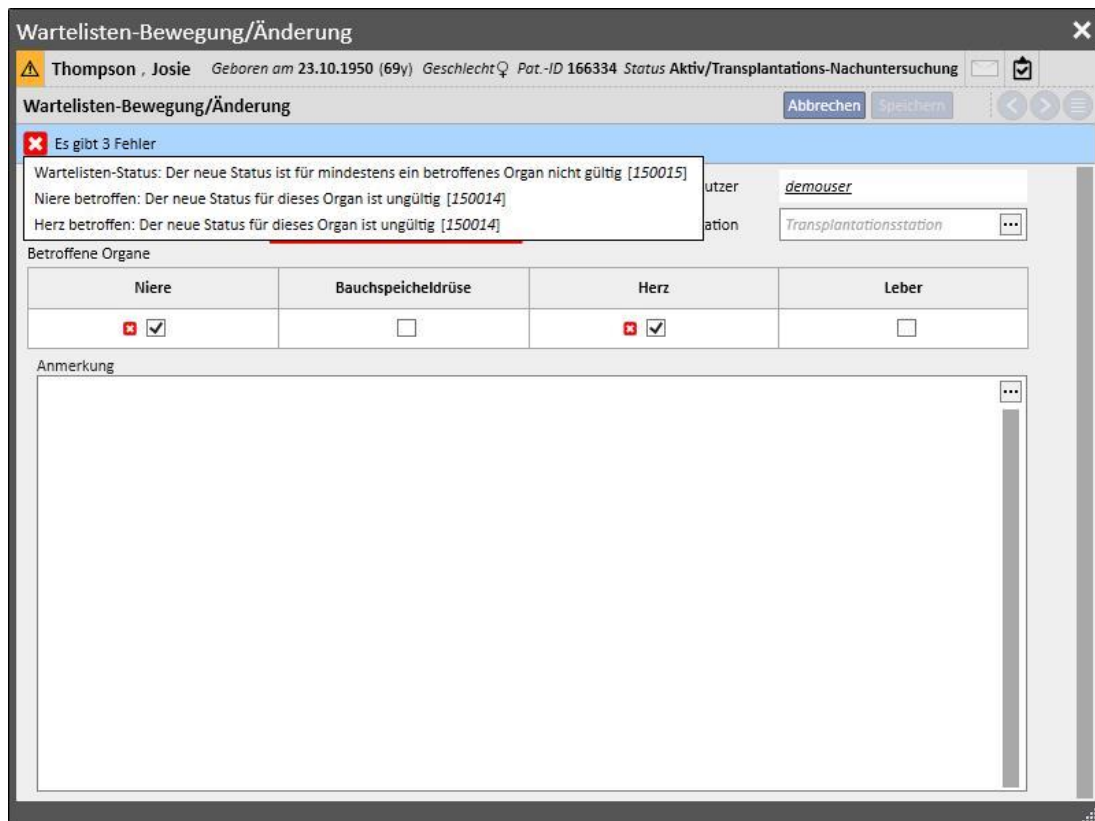 Wartelisten-Bewegung/Änderung
Thompson , Josie Geboren am 23.10.1950 (69y) Geschlecht♀ Pat.-ID 166334 Status Aktiv/Transplantations-Nachuntersuchung
Wartelisten-Bewegung/Änderung Abbrechen Speichern
Es gibt 3 Fehler
Wartelisten-Status: Der neue Status ist für mindestens ein betroffenes Organ nicht gültig [150015]
utzer demouser
Niere betroffen: Der neue Status für dieses Organ ist ungültig [150014]
Herz betroffen: Der neue Status für dieses Organ ist ungültig [150014]
ation Transplantationsstation ...
Betroffene Organe
Niere Bauchspeicheldrüse Herz Leber
Anmerkung
...